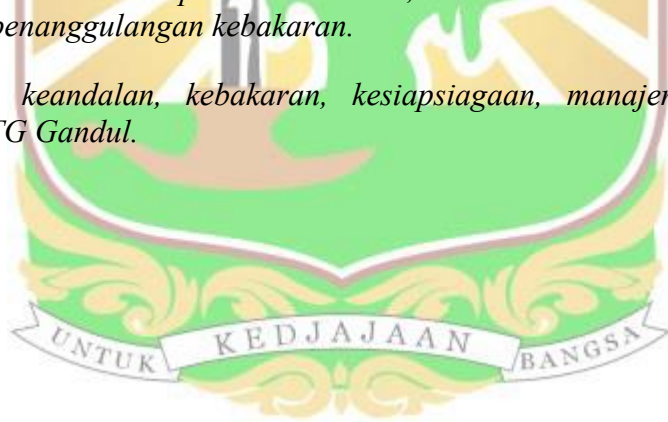 penanggulangan kebakaran.
keandalan, kebakaran, kesiapsiagaan, manajer
TG Gandul.
UNTUK KEDJAJAAN BANGSA